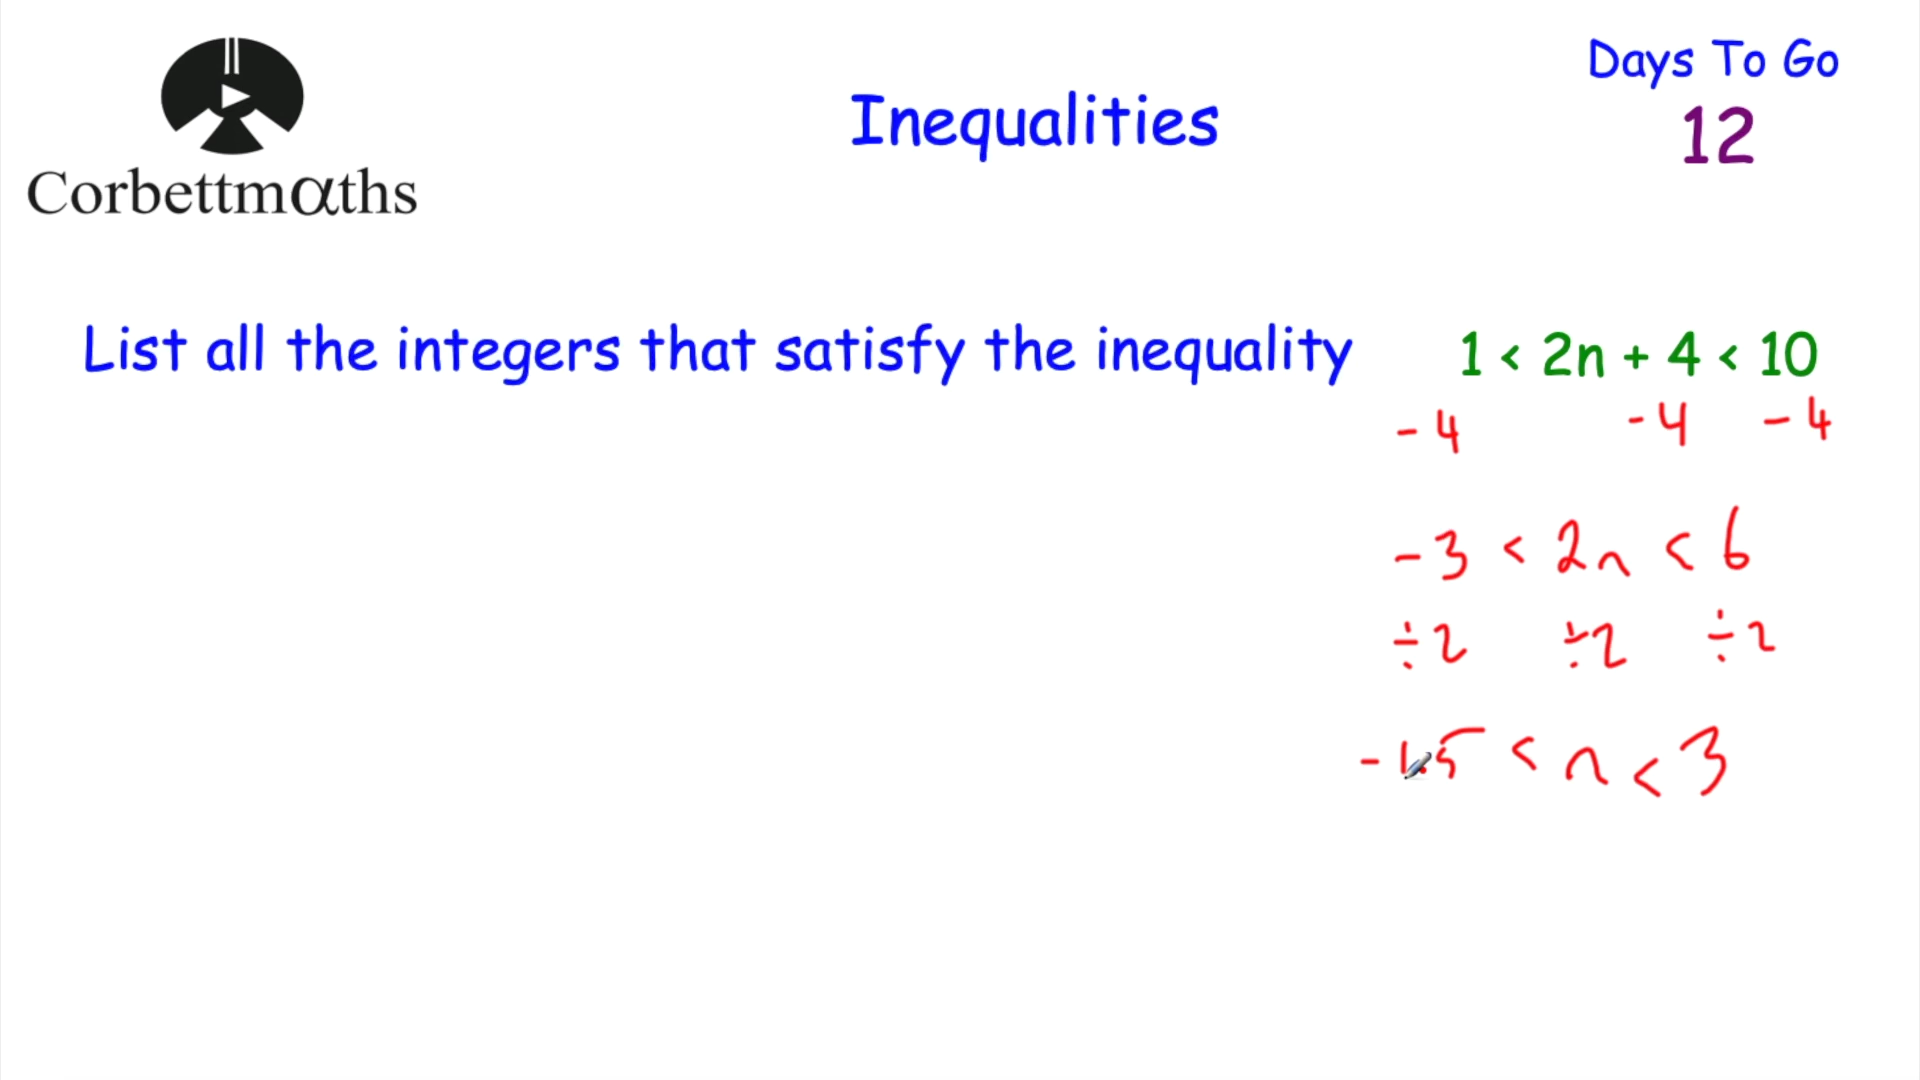 Corbettmαths
Inequalities
Days To Go
12
List all the integers that satisfy the inequality 1 < 2n + 4 < 10
-4 -4 -4
-3 < 2n < 6
÷2 ÷2 ÷2
-1.5 < n < 3